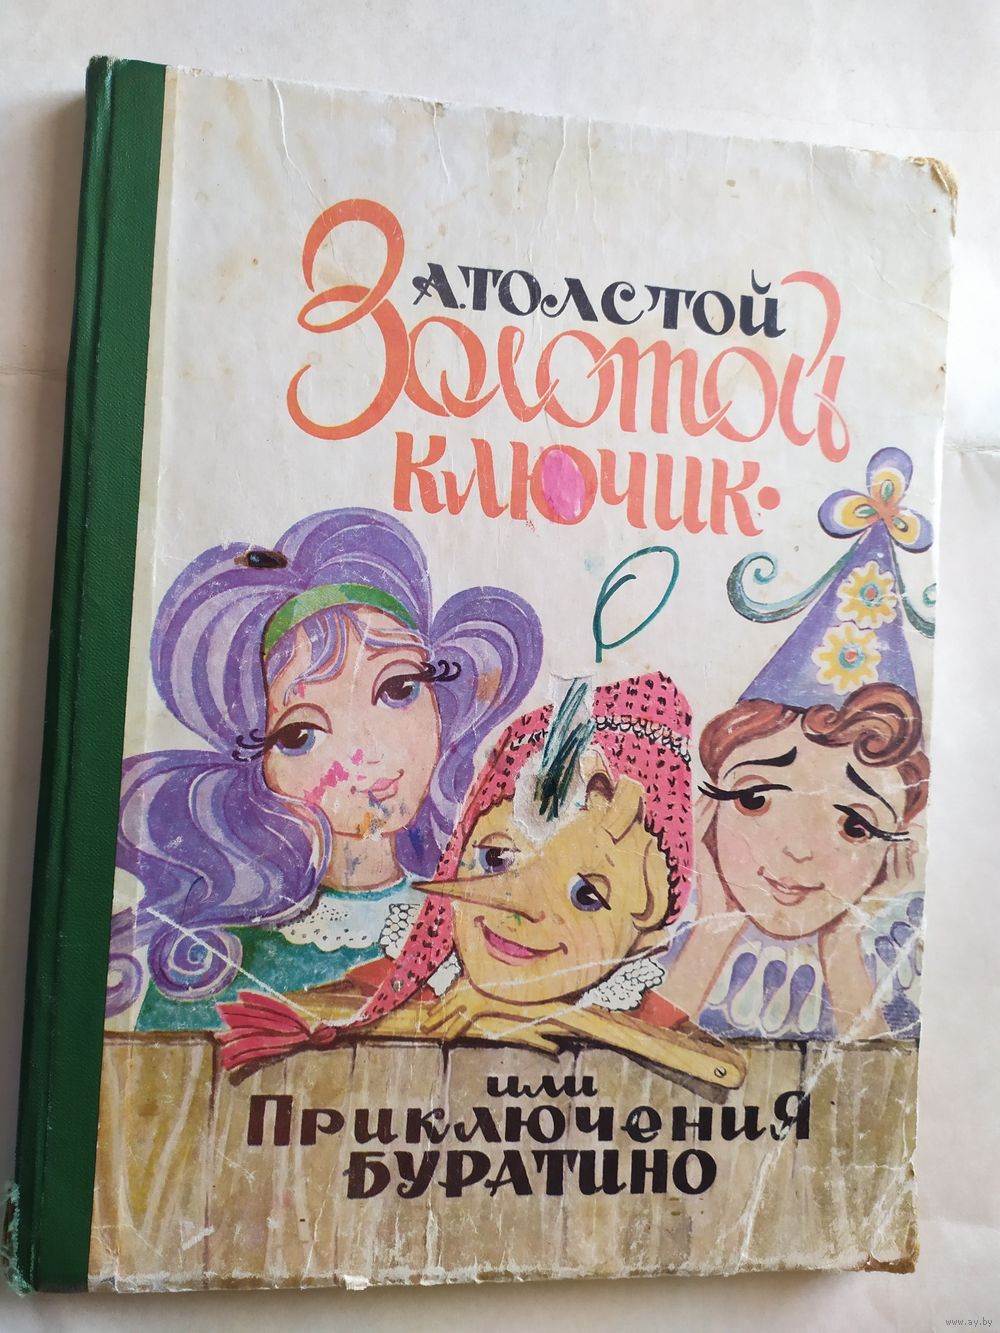 А.ТОЛСТОЙ
Золотой
КЛЮЧИК.
или
ПРИКЛЮЧЕНИЯ
БУРАТИНО
www.ay.by